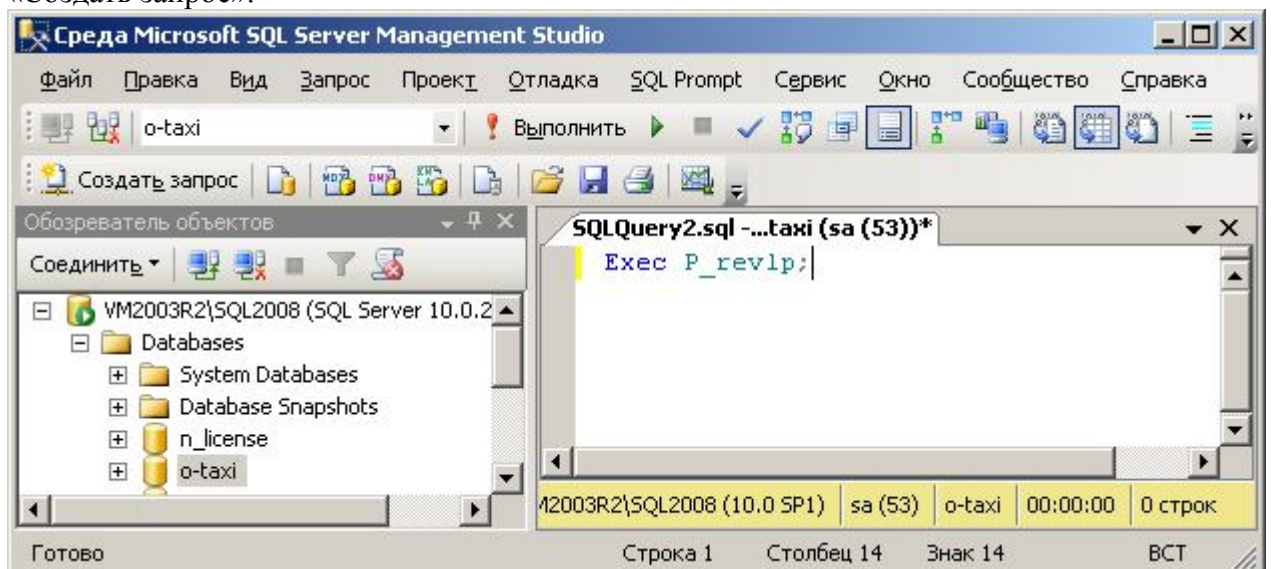 «Создать запрос».
Среда Microsoft SQL Server Management Studio
Файл Правка Вид Запрос Проект Отладка SQL Prompt Сервис Окно Сообщество Справка
o-taxi Выполнить
Создать запрос
Обозреватель объектов
SQLQuery2.sql -...taxi (sa (53))*
Соединить
Exec P_revlp;
VM2003R2\SQL2008 (SQL Server 10.0.2
Databases
System Databases
Database Snapshots
n_license
o-taxi
M2003R2\SQL2008 (10.0 SP1) sa (53) o-taxi 00:00:00 0 строк
Готово Строка 1 Столбец 14 Знак 14 ВСТ